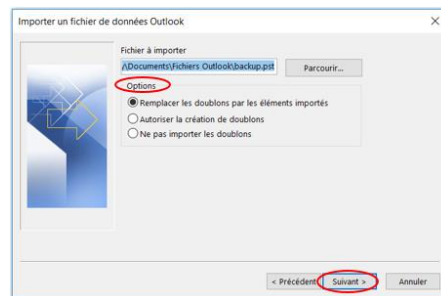 Importer un fichier de données Outlook
Fichier à importer
\Documents\Fichiers Outlook\backup.pst
Parcourir...
Options
Remplacer les doublons par les éléments importés
Autoriser la création de doublons
Ne pas importer les doublons
< Précédent
Suivant >
Annuler